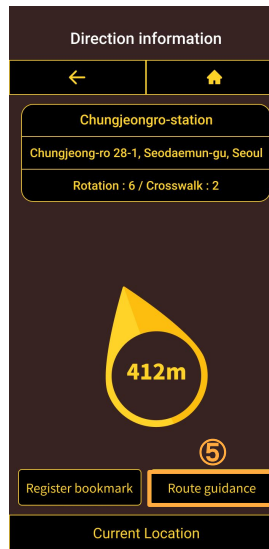 Direction information
Chungjeongro-station
Chungjeong-ro 28-1, Seodaemun-gu, Seoul
Rotation : 6 / Crosswalk : 2
412m
⑤
Register bookmark
Route guidance
Current Location